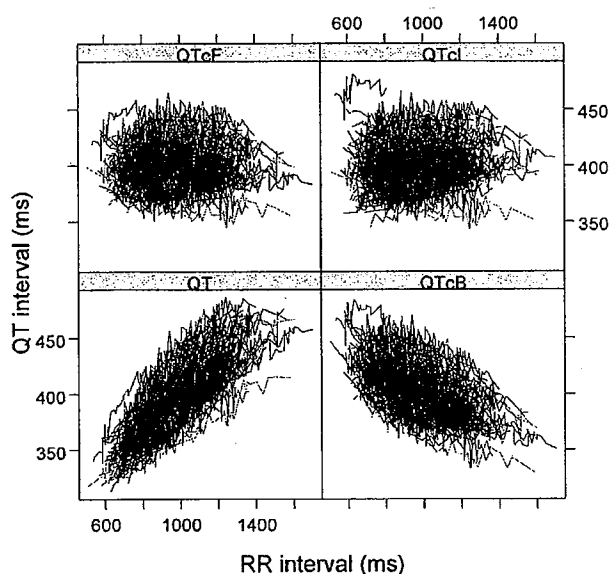 600 1000 1400
QTcF QTcI
450
400
350
QT QTcB
QT interval (ms)
450
400
350
600 1000 1400
RR interval (ms)